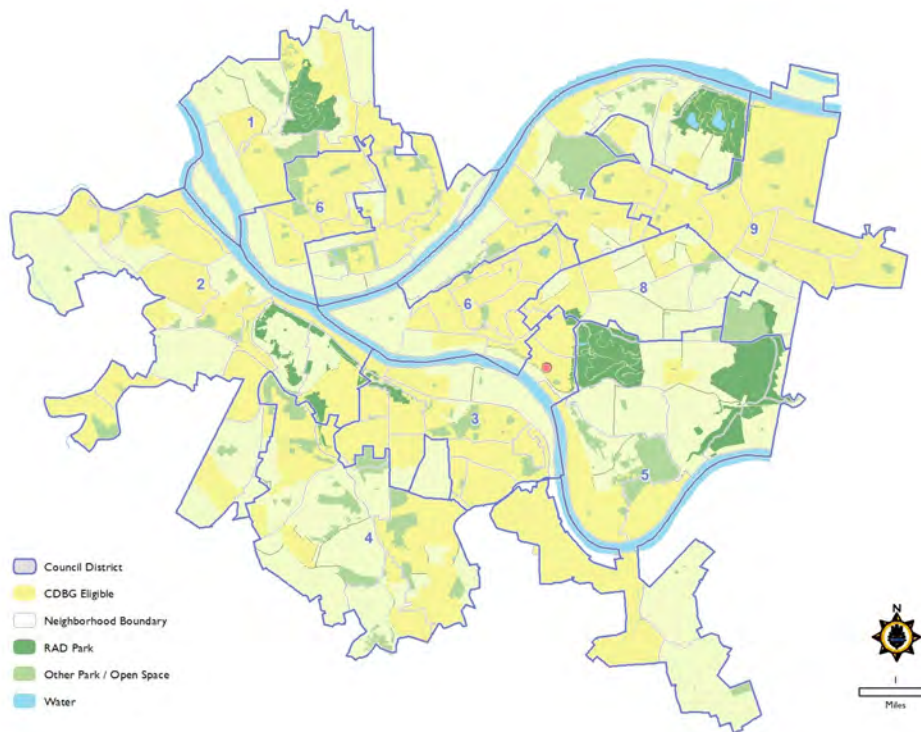 1
6
7
9
2
6
8
3
5
4
Council District
CDBG Eligible
Neighborhood Boundary
RAD Park
Other Park / Open Space
Water
N
1
Miles